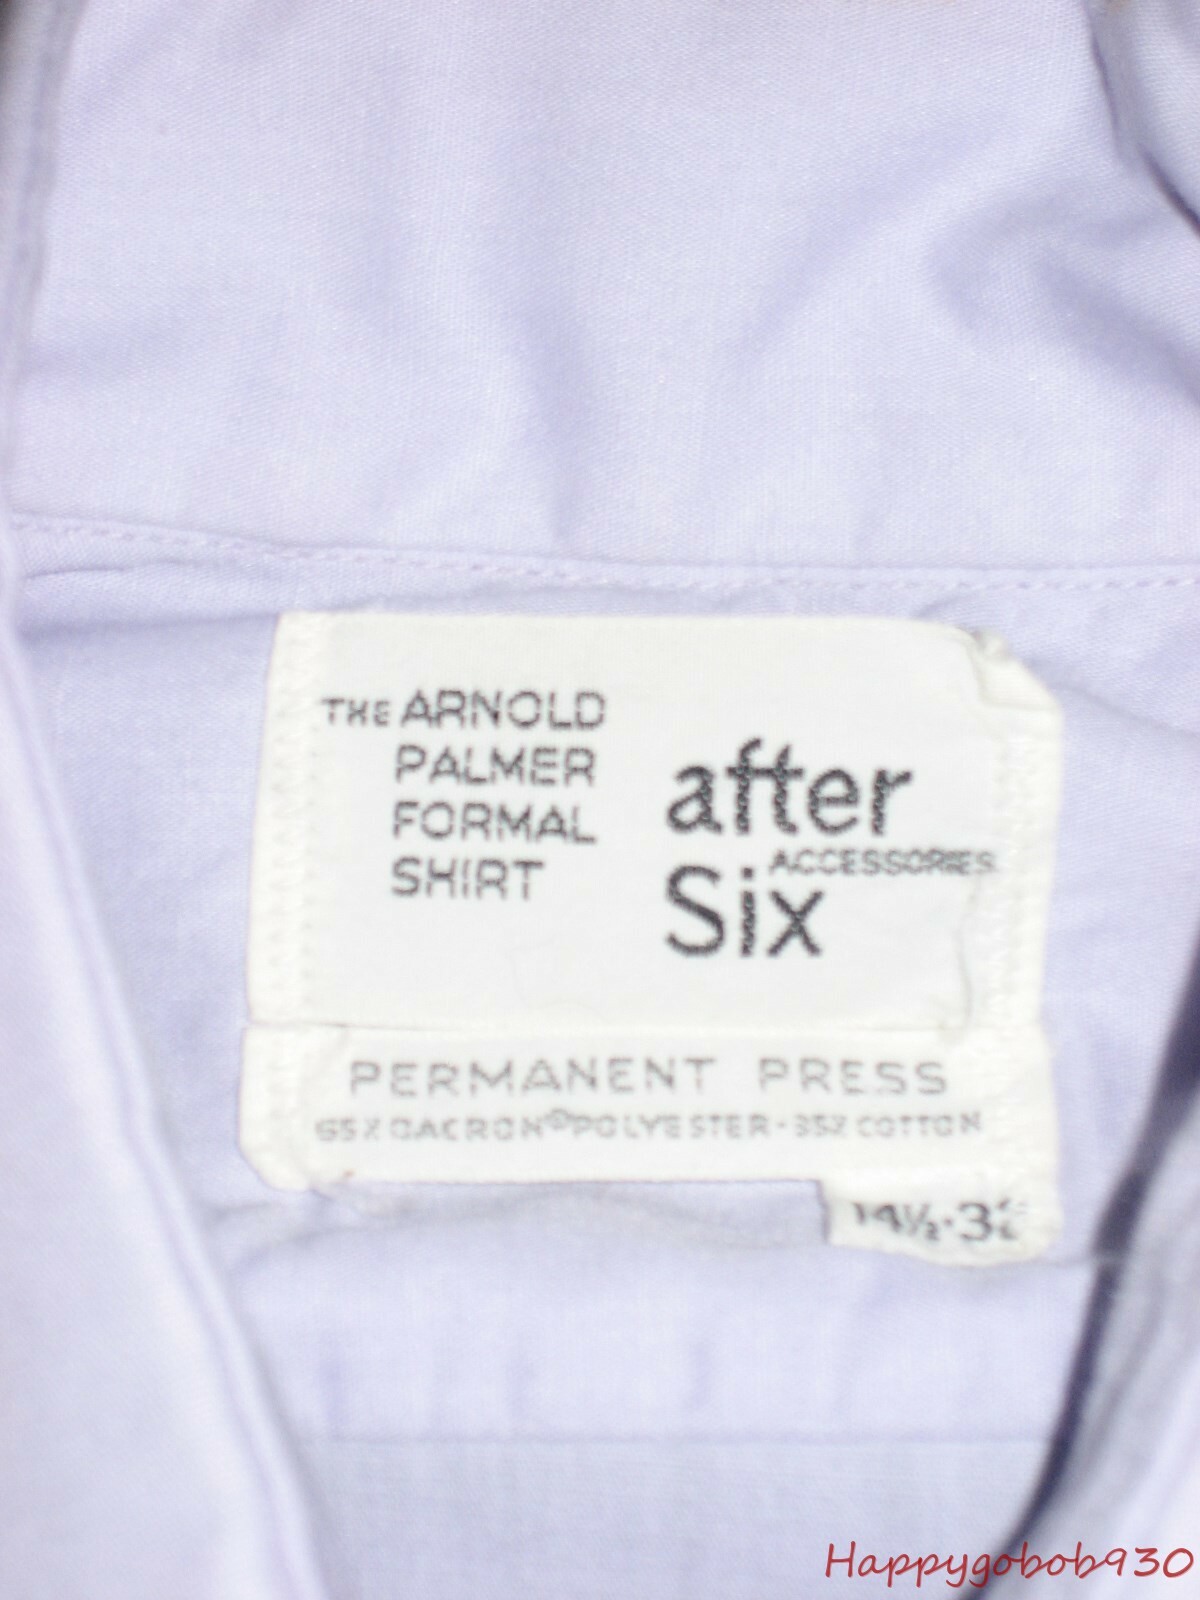 THE ARNOLD
PALMER
FORMAL
SHIRT
after
Six ACCESSORIES
PERMANENT PRESS
65% DACRON® POLYESTER - 35% COTTON
14½ · 32
Happygobob930